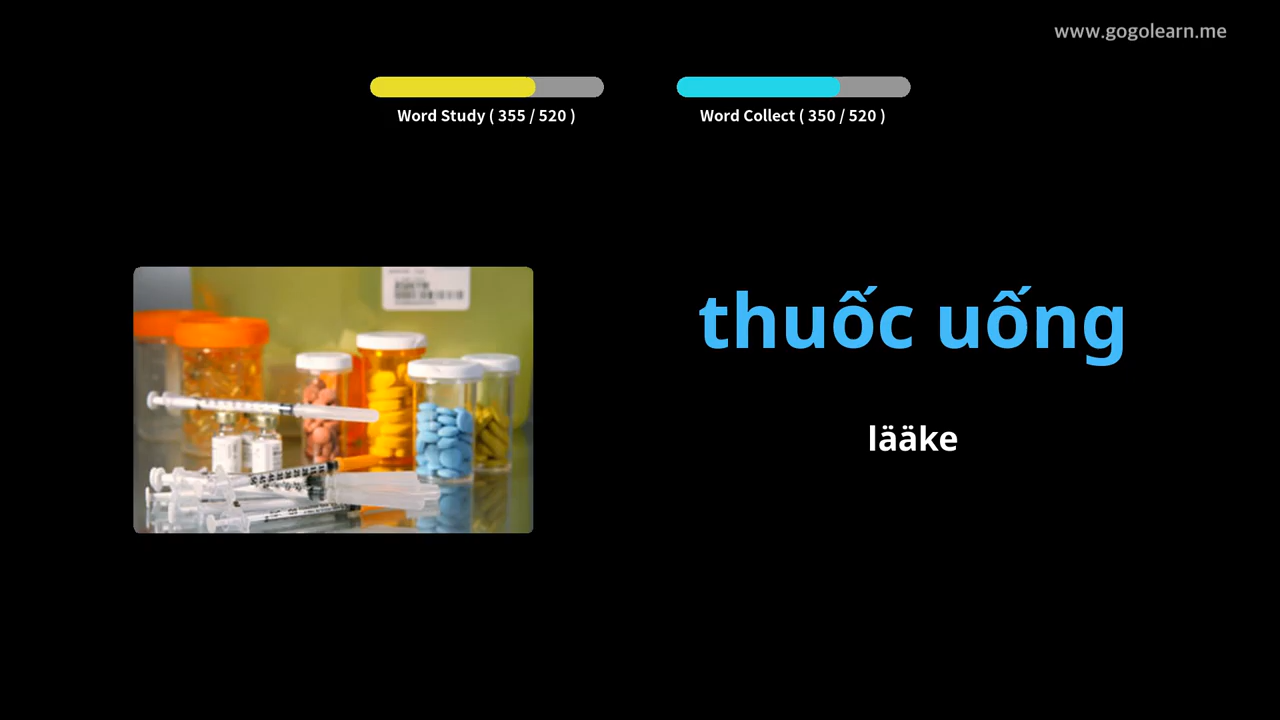 www.gogolearn.me
Word Study ( 355 / 520 )
Word Collect ( 350 / 520 )
thuốc uống
lääke